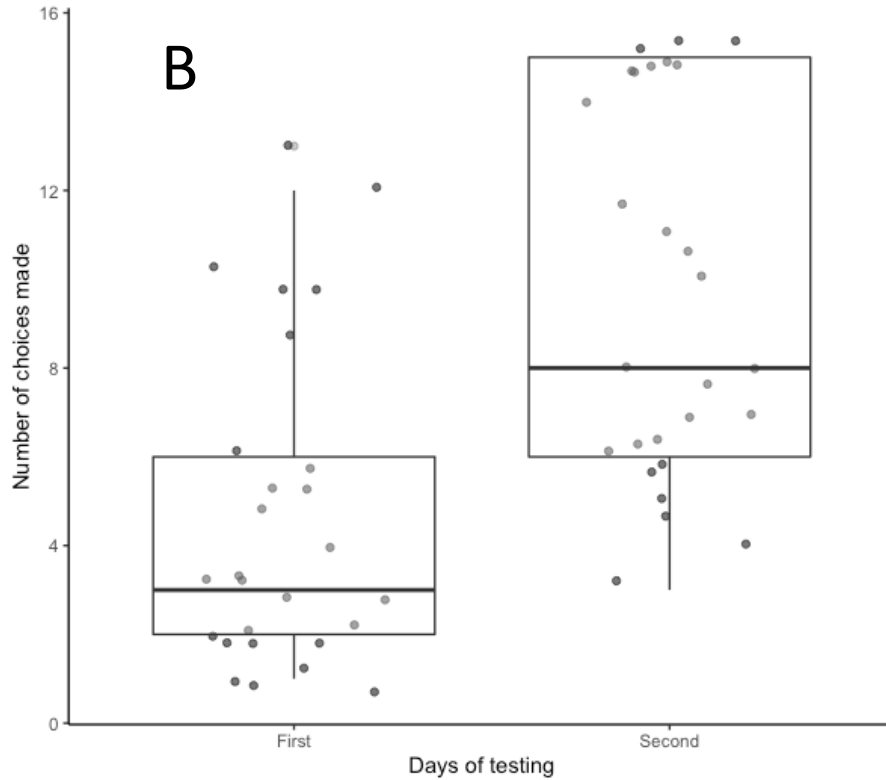 B
16
12
8
4
0
Number of choices made
First
Second
Days of testing